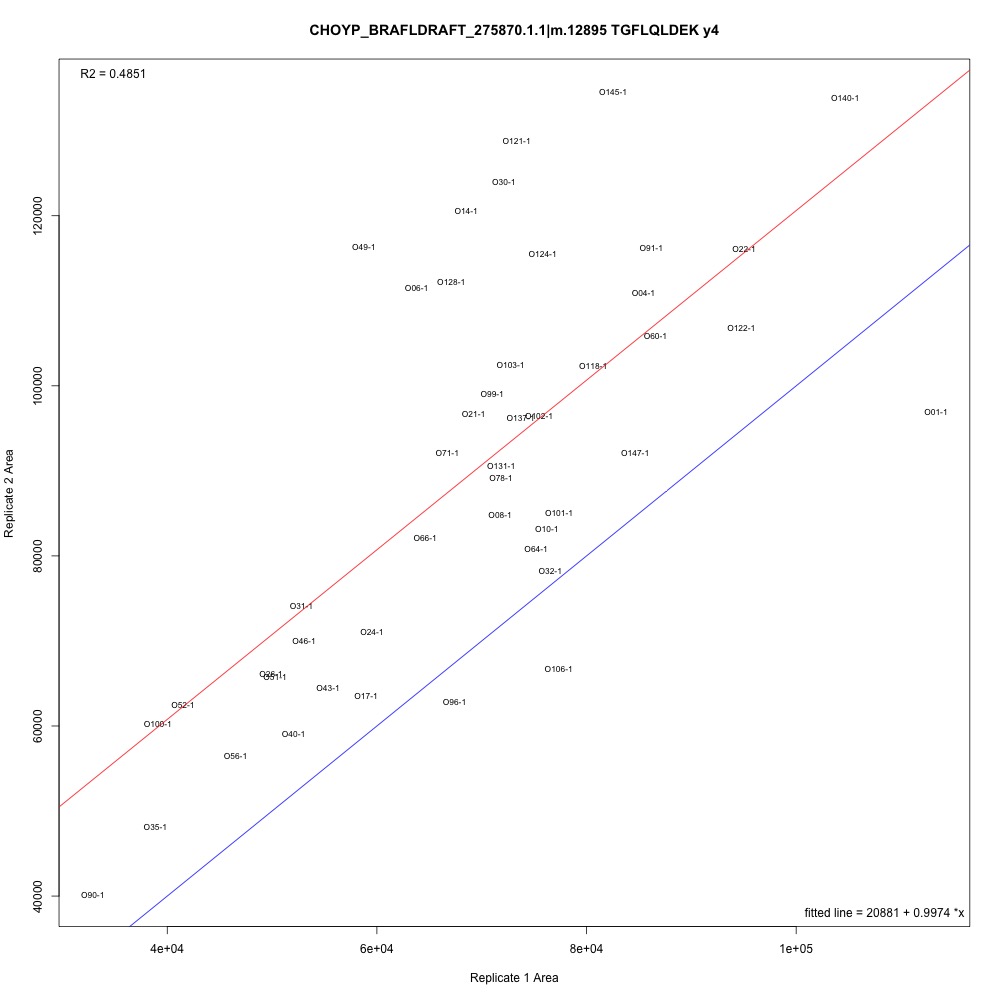 CHOYP_BRAFLDRAFT_275870.1.1|m.12895 TGFLQLDEK y4
R2 = 0.4851
O145-1
O140-1
O121-1
O30-1
O14-1
O49-1
O124-1
O91-1
O22-1
O06-1
O128-1
O04-1
O122-1
O60-1
O103-1
O118-1
O99-1
O21-1
O137-1
O102-1
O01-1
O71-1
O147-1
O131-1
O78-1
O08-1
O101-1
O10-1
O66-1
O64-1
O32-1
O31-1
O24-1
O46-1
O106-1
O26-1
O51-1
O43-1
O17-1
O96-1
O52-1
O100-1
O40-1
O56-1
O35-1
O90-1
fitted line = 20881 + 0.9974 *x
120000
100000
80000
60000
40000
Replicate 2 Area
4e+04 6e+04 8e+04 1e+05
Replicate 1 Area